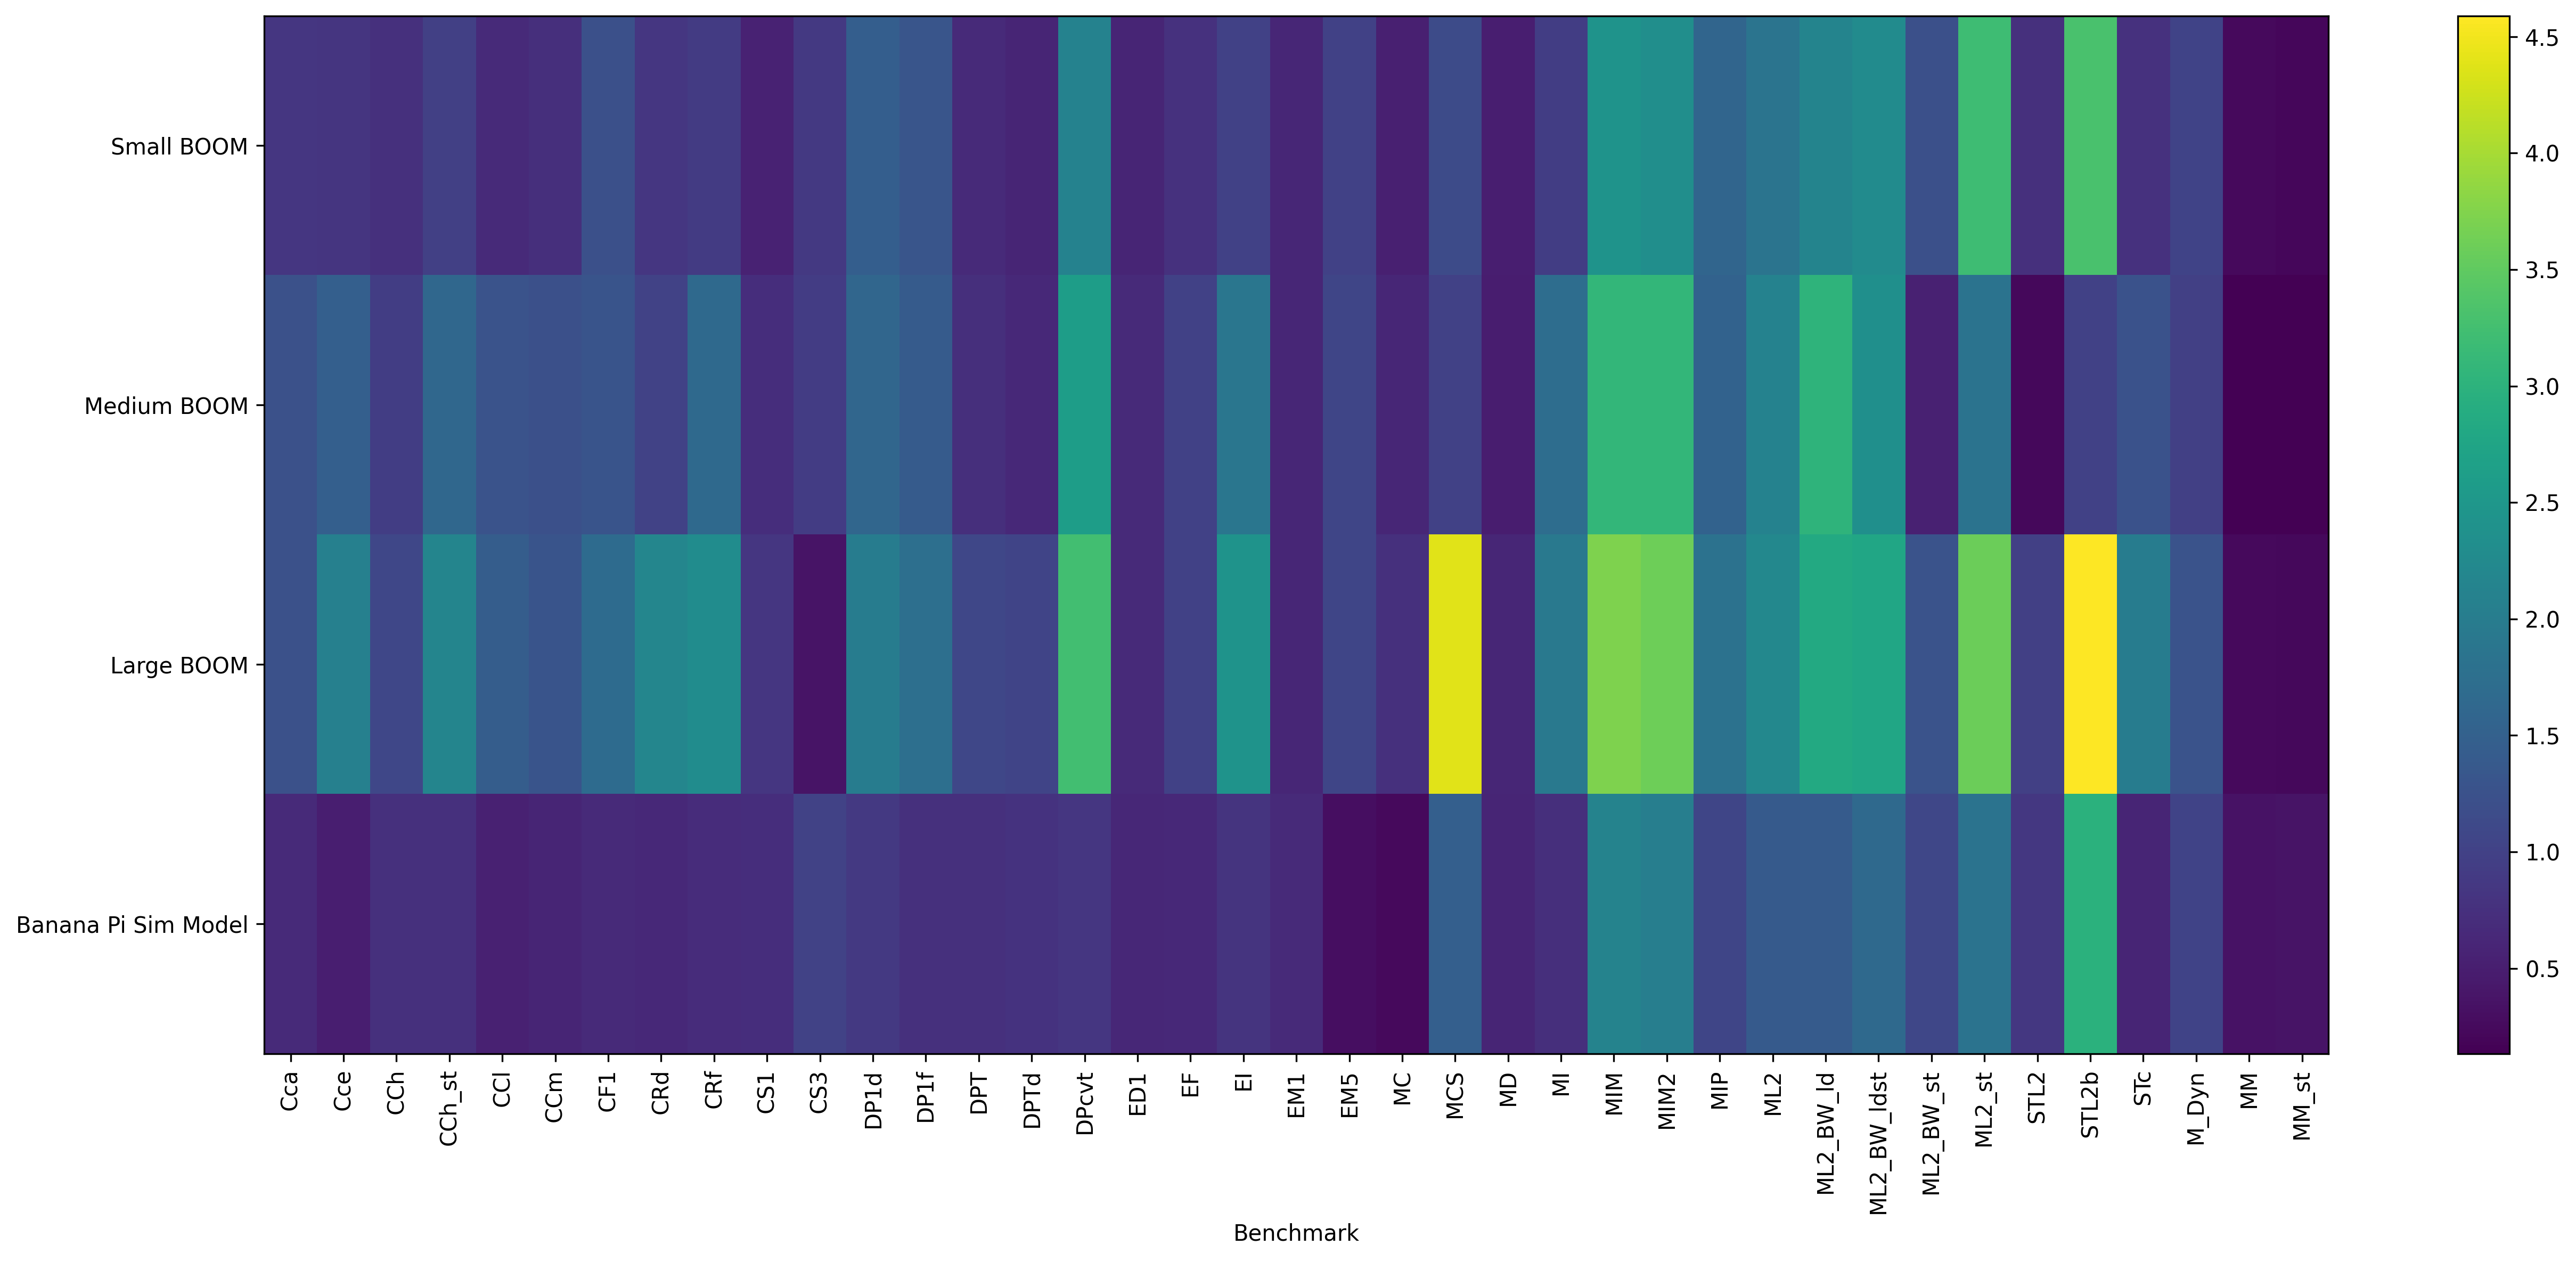 Small BOOM
Medium BOOM
Large BOOM
Banana Pi Sim Model
Cca
Cce
CCh
CCh_st
CCl
CCm
CF1
CRd
CRf
CS1
CS3
DP1d
DP1f
DPT
DPTd
DPcvt
ED1
EF
EI
EM1
EM5
MC
MCS
MD
MI
MIM
MIM2
MIP
ML2
ML2_BW_ld
ML2_BW_ldst
ML2_BW_st
ML2_st
STL2
STL2b
STc
M_Dyn
MM
MM_st
Benchmark
4.5
4.0
3.5
3.0
2.5
2.0
1.5
1.0
0.5